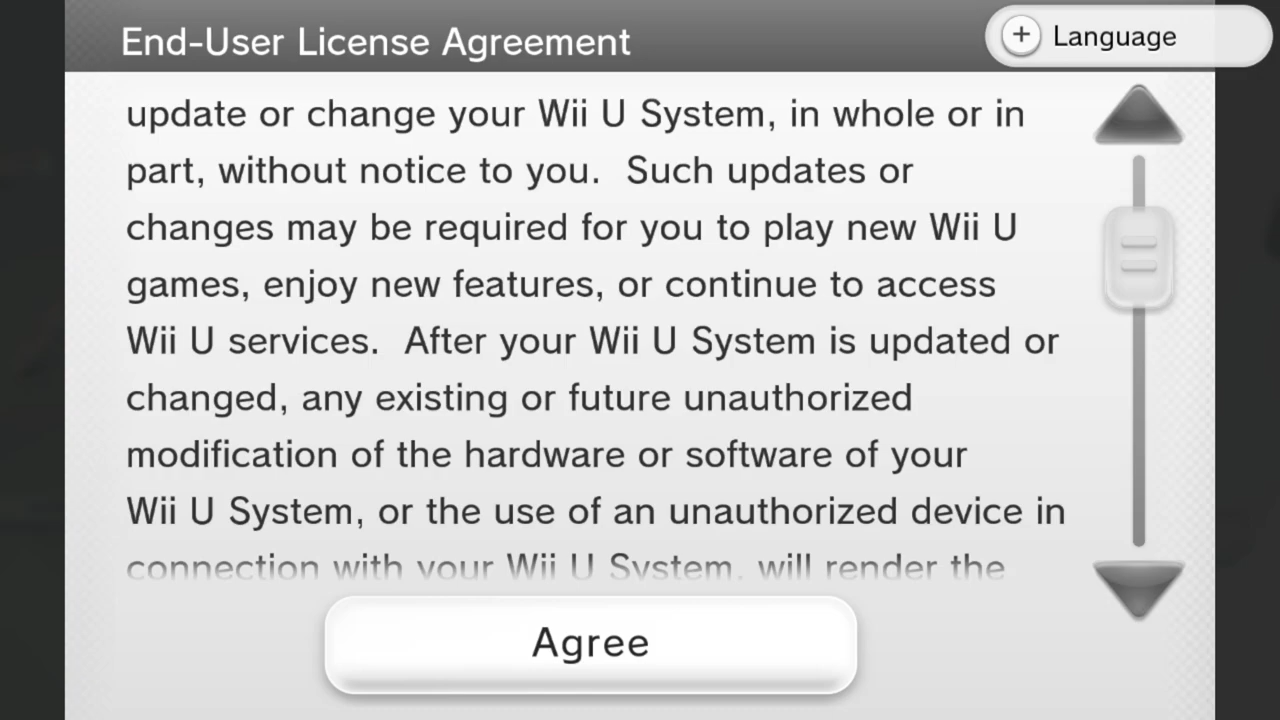 End-User License Agreement
+ Language
update or change your Wii U System, in whole or in
part, without notice to you.  Such updates or
changes may be required for you to play new Wii U
games, enjoy new features, or continue to access
Wii U services.  After your Wii U System is updated or
changed, any existing or future unauthorized
modification of the hardware or software of your
Wii U System, or the use of an unauthorized device in
connection with your Wii U System, will render the
Agree